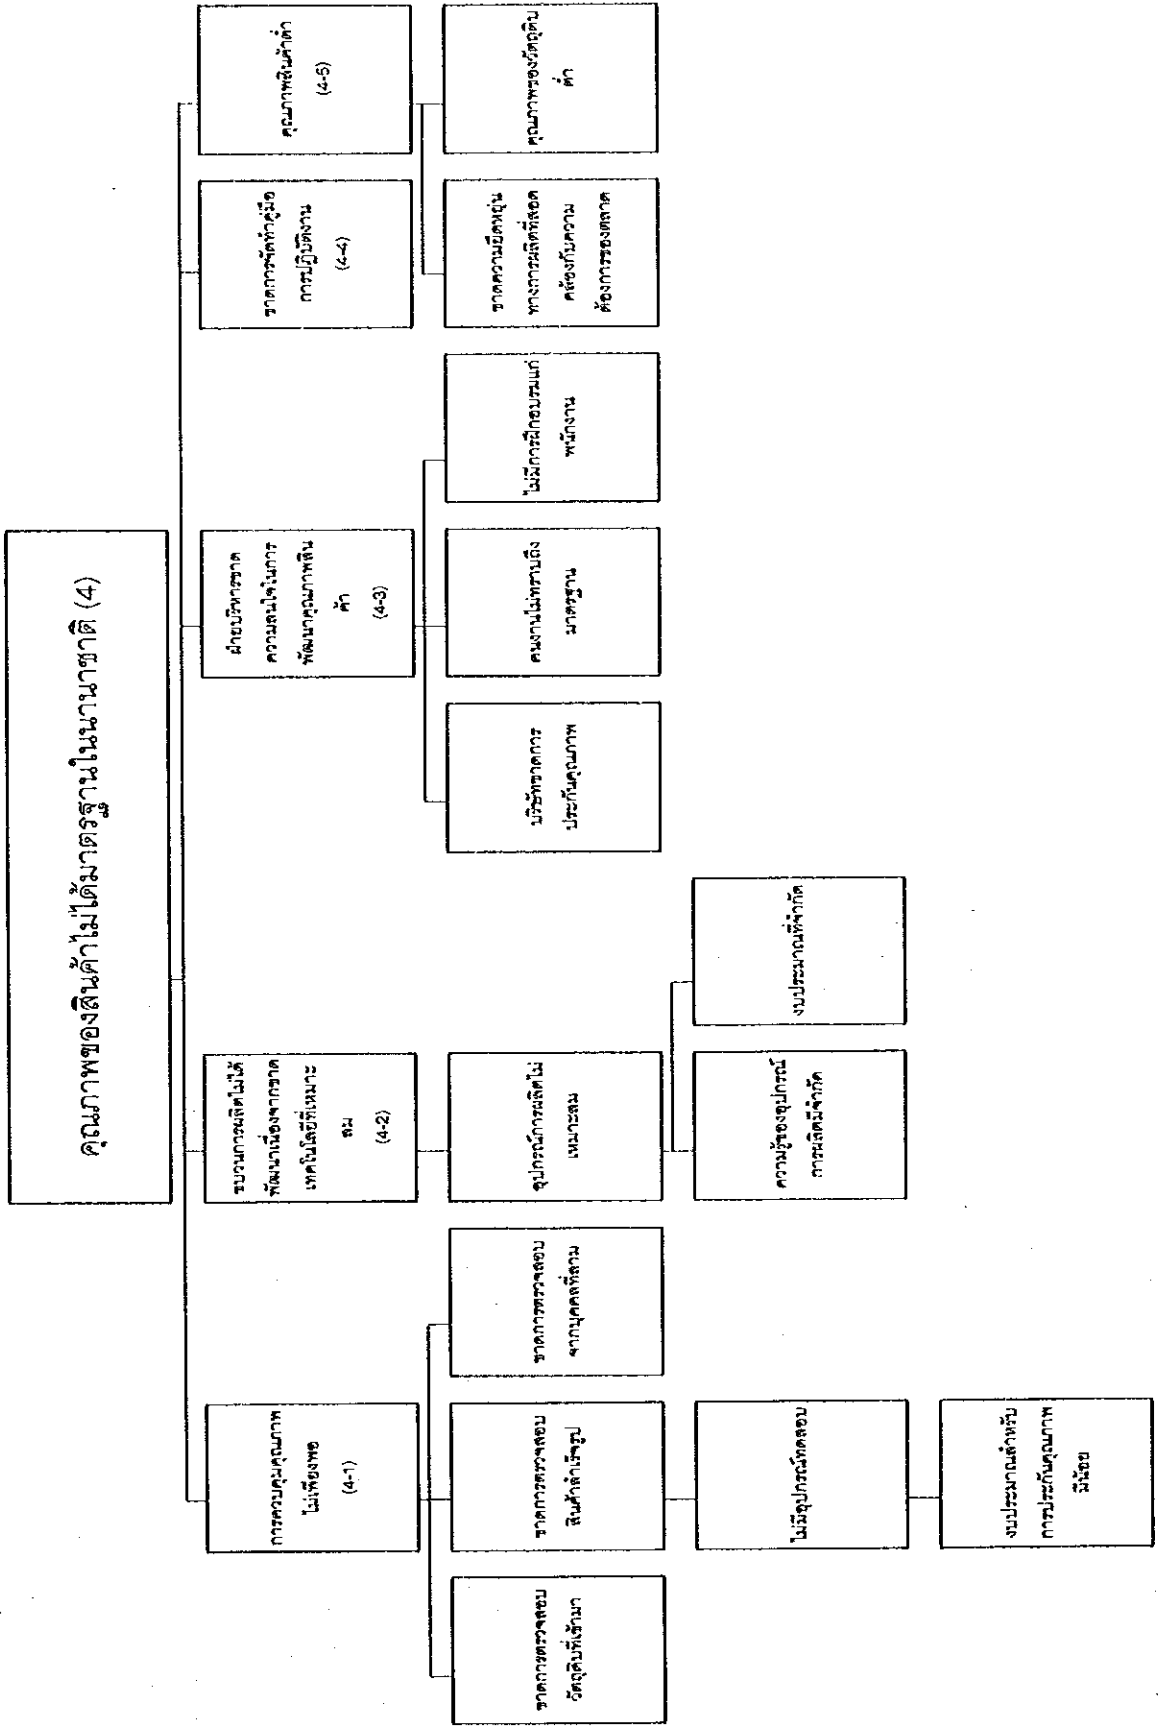 คุณภาพของสินค้าไม่ได้มาตรฐานในนานาชาติ (4)
การควบคุมคุณภาพ
ไม่เพียงพอ
(4-1)
ขบวนการผลิตไม่ได้
พัฒนาเนื่องจากขาด
เทคโนโลยีที่เหมาะ
สม
(4-2)
ฝ่ายบริหารขาด
ความสนใจในการ
พัฒนาคุณภาพสิน
ค้า
(4-3)
ขาดการจัดทำคู่มือ
การปฏิบัติงาน
(4-4)
คุณภาพสินค้าต่ำ
(4-5)
ขาดการตรวจสอบ
วัตถุดิบที่เข้ามา
ขาดการตรวจสอบ
สินค้าสำเร็จรูป
ขาดการตรวจสอบ
จากบุคคลที่สาม
อุปกรณ์การผลิตไม่
เหมาะสม
บริษัทขาดการ
ประกันคุณภาพ
คนงานไม่ทราบถึง
มาตรฐาน
ไม่มีการฝึกอบรมแก่
พนักงาน
ขาดความยืดหยุ่น
ทางการผลิตที่สอด
คล้องกับความ
ต้องการของตลาด
คุณภาพของวัตถุดิบ
ต่ำ
ไม่มีอุปกรณ์ทดสอบ
ความรู้ของอุปกรณ์
การผลิตมีจำกัด
งบประมาณที่จำกัด
งบประมาณสำหรับ
การประกันคุณภาพ
มีน้อย